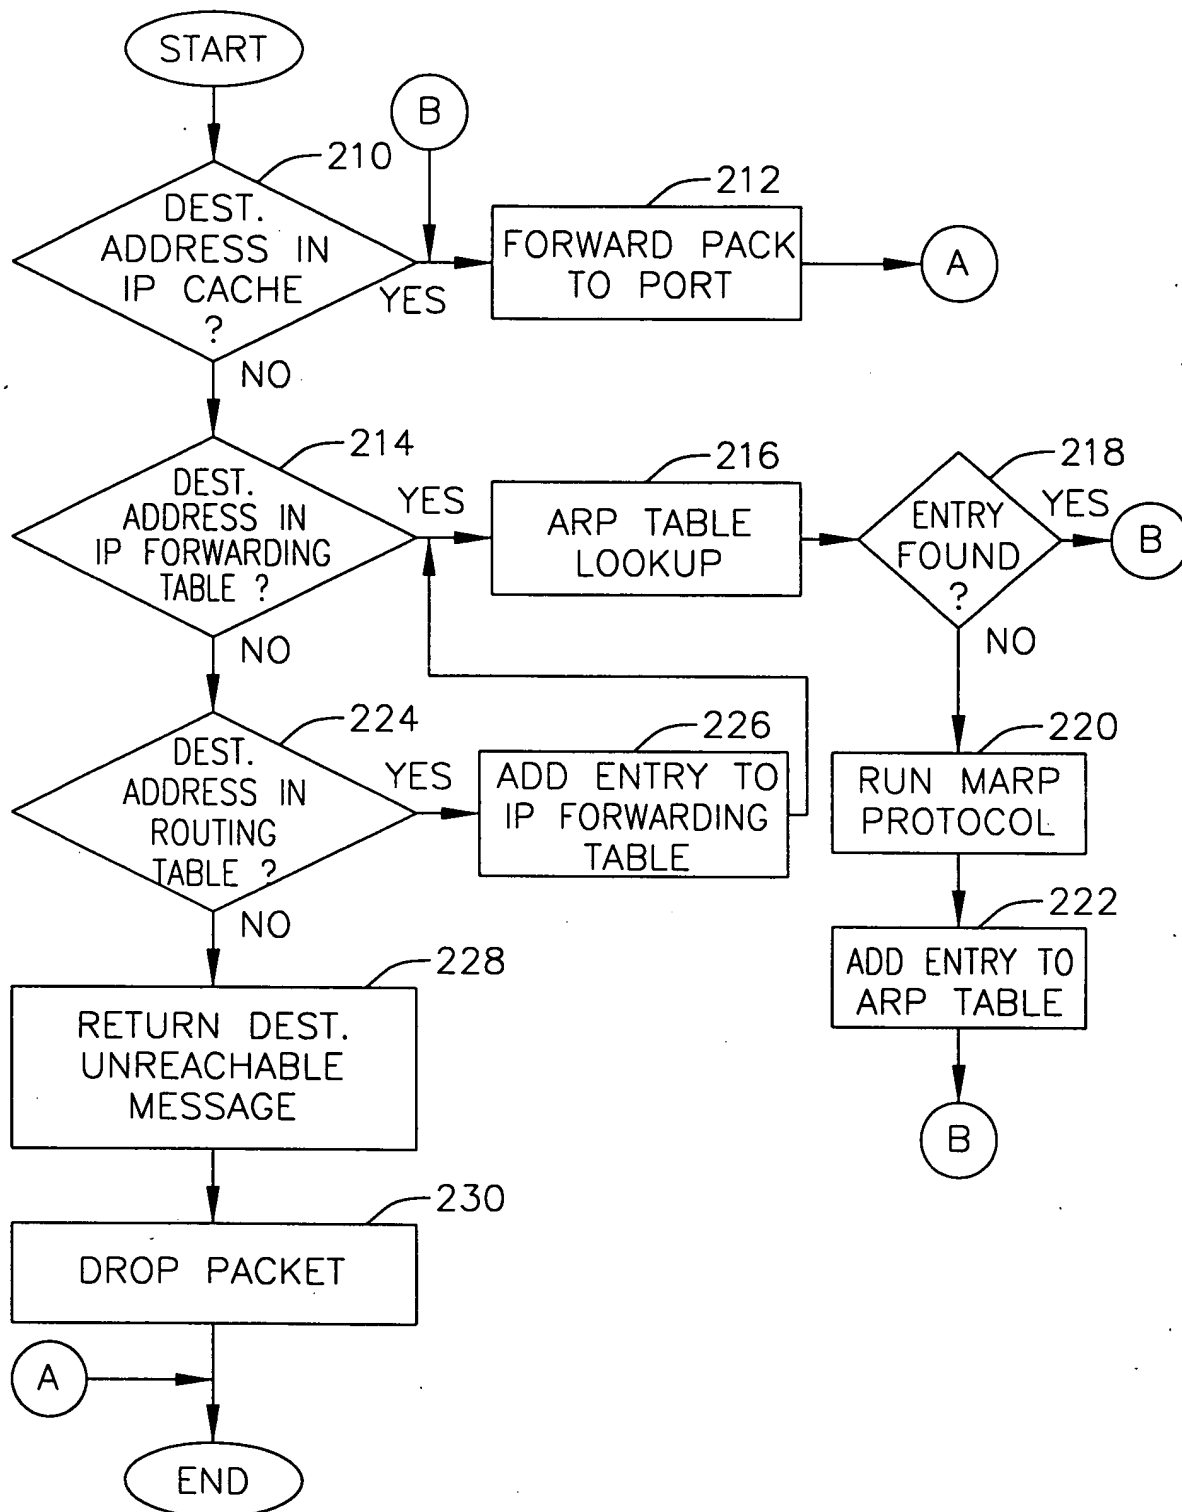 START
B
210
DEST.
ADDRESS IN
IP CACHE
?
YES
NO
212
FORWARD PACK
TO PORT
A
214
DEST.
ADDRESS IN
IP FORWARDING
TABLE ?
YES
NO
216
ARP TABLE
LOOKUP
218
ENTRY
FOUND
?
YES
B
NO
224
DEST.
ADDRESS IN
ROUTING
TABLE ?
YES
NO
226
ADD ENTRY TO
IP FORWARDING
TABLE
220
RUN MARP
PROTOCOL
222
ADD ENTRY TO
ARP TABLE
B
228
RETURN DEST.
UNREACHABLE
MESSAGE
230
DROP PACKET
A
END